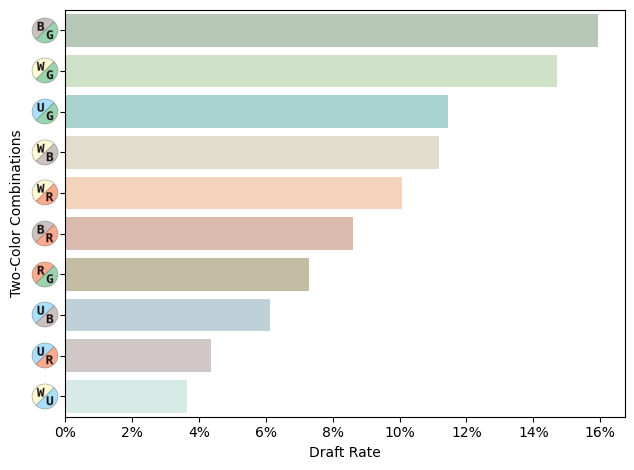 Two-Color Combinations
B G
W G
U G
W B
W R
B R
R G
U B
U R
W U
0% 2% 4% 6% 8% 10% 12% 14% 16%
Draft Rate